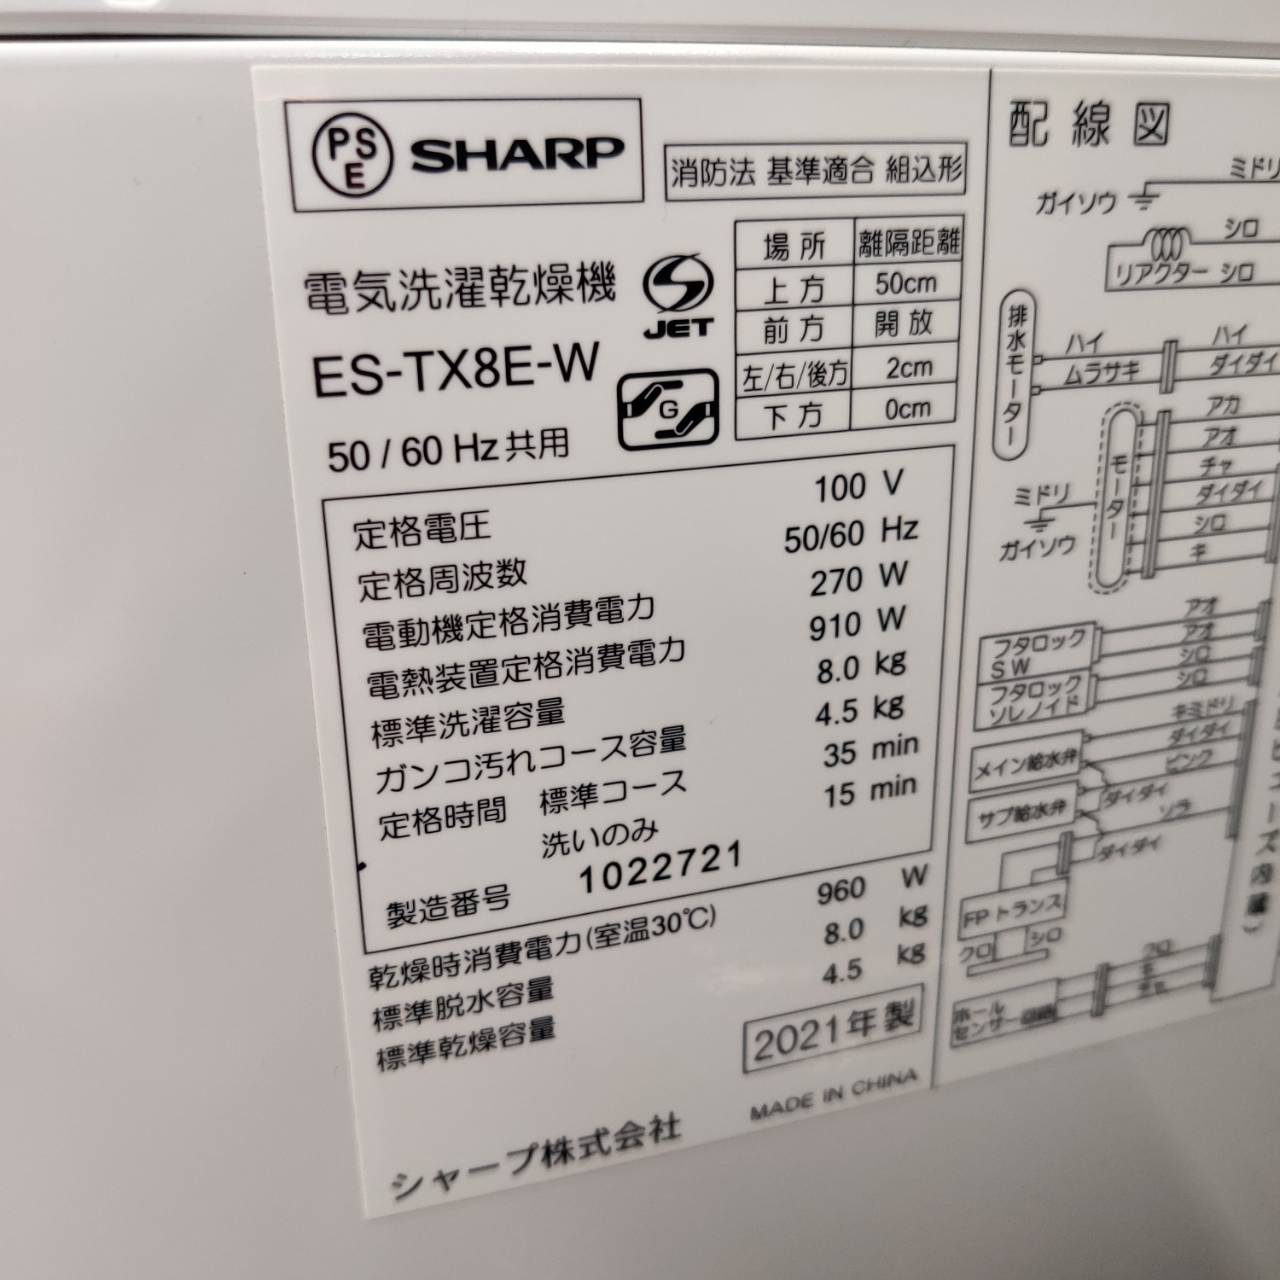 PSE SHARP
消防法 基準適合 組込形
電気洗濯乾燥機
JET
ES-TX8E-W
G
50 / 60 Hz 共用
場所 離隔距離
上方 50cm
前方 開放
左/右/後方 2cm
下方 0cm
定格電圧 100 V
定格周波数 50/60 Hz
電動機定格消費電力 270 W
電熱装置定格消費電力 910 W
標準洗濯容量 8.0 kg
ガンコ汚れコース容量 4.5 kg
定格時間 標準コース 35 min
洗いのみ 15 min
製造番号 1022721
乾燥時消費電力(室温30℃) 960 W
標準脱水容量 8.0 kg
標準乾燥容量 4.5 kg
2021年製
MADE IN CHINA
シャープ株式会社
配線図
ミドリ
ガイソウ
シロ
リアクター シロ
排水モーター
ハイ ハイ
ムラサキ ダイダイ
モーター
アカ
アオ
チャ
ダイダイ
シロ
キ
ミドリ
ガイソウ
フタロック
SW
アオ
アオ
フタロック
ソレノイド
シロ
シロ
メイン給水弁
キミドリ
ダイダイ
ピンク
サブ給水弁
ダイダイ
ソラ
ダイダイ
FPトランス
クロ シロ
ホール
センサー
クロ
キ